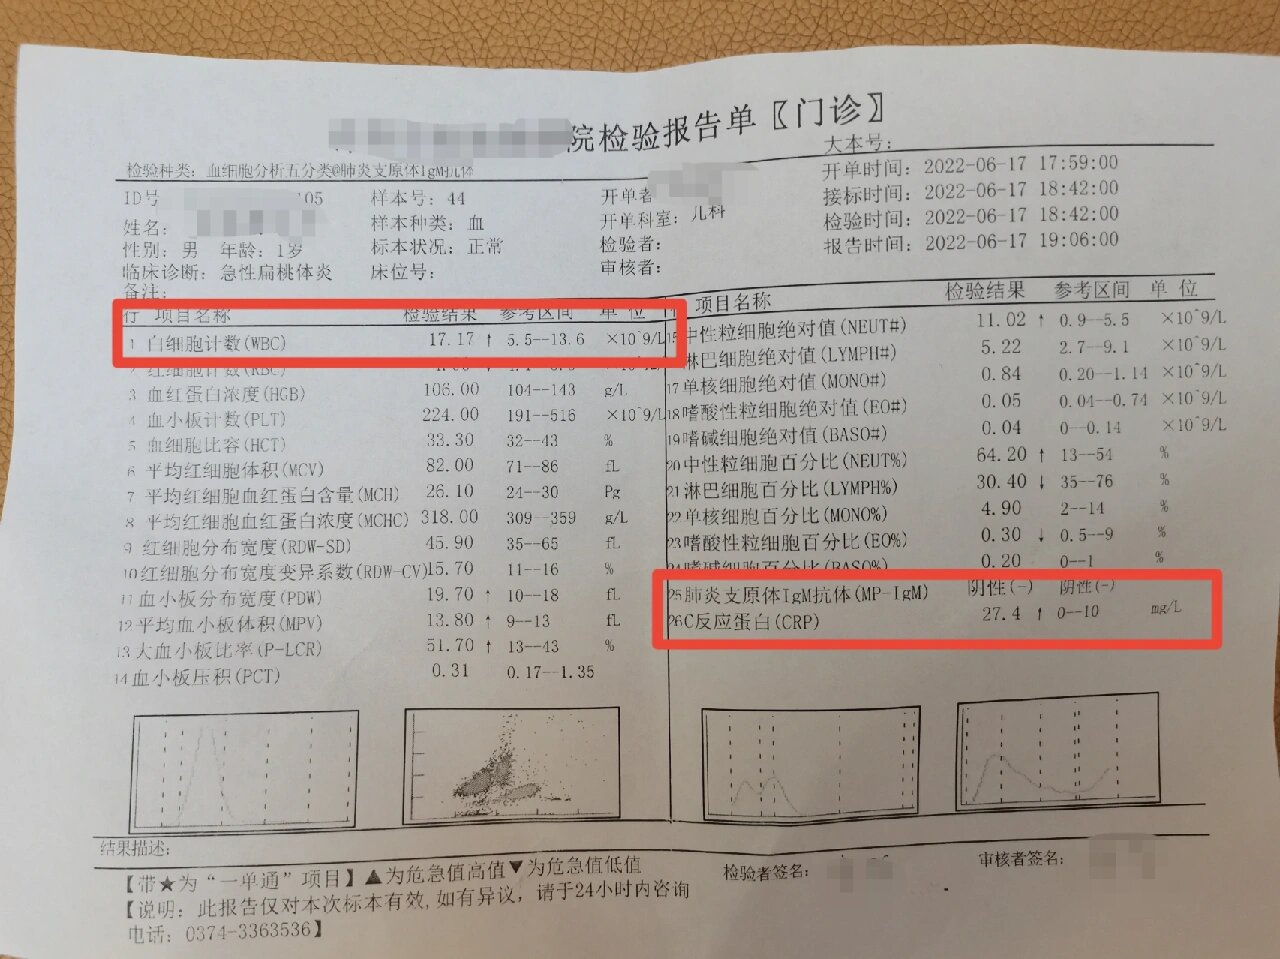 院检验报告单〖门诊〗
检验种类：血细胞分析五分类@肺炎支原体IgM抗体
大本号：
ID号 05 样本号：44 开单者
开单时间：2022-06-17 17:59:00
姓名： 样本种类：血 开单科室：儿科
接标时间：2022-06-17 18:42:00
性别：男 年龄：1岁 标本状况：正常 检验者：
检验时间：2022-06-17 18:42:00
临床诊断：急性扁桃体炎 床位号： 审核者：
报告时间：2022-06-17 19:06:00
备注：
行 项目名称 检验结果 参考区间 单 位
1 白细胞计数(WBC) 17.17 ↑ 5.5--13.6 ×10^9/L
2 红细胞计数(RBC)
3 血红蛋白浓度(HGB) 106.00 104--143 g/L
4 血小板计数(PLT) 224.00 191--516 ×10^9/L
5 血细胞比容(HCT) 33.30 32--43 %
6 平均红细胞体积(MCV) 82.00 71--86 fL
7 平均红细胞血红蛋白含量(MCH) 26.10 24--30 Pg
8 平均红细胞血红蛋白浓度(MCHC) 318.00 309--359 g/L
9 红细胞分布宽度(RDW-SD) 45.90 35--65 fL
10 红细胞分布宽度变异系数(RDW-CV) 15.70 11--16 %
11 血小板分布宽度(PDW) 19.70 ↑ 10--18 fL
12 平均血小板体积(MPV) 13.80 ↑ 9--13 fL
13 大血小板比率(P-LCR) 51.70 ↑ 13--43 %
14 血小板压积(PCT) 0.31 0.17--1.35
项目名称 检验结果 参考区间 单 位
15 中性粒细胞绝对值(NEUT#) 11.02 ↑ 0.9--5.5 ×10^9/L
淋巴细胞绝对值(LYMPH#) 5.22 2.7--9.1 ×10^9/L
17 单核细胞绝对值(MONO#) 0.84 0.20--1.14 ×10^9/L
18 嗜酸性粒细胞绝对值(EO#) 0.05 0.04--0.74 ×10^9/L
19 嗜碱细胞绝对值(BASO#) 0.04 0--0.14 ×10^9/L
20 中性粒细胞百分比(NEUT%) 64.20 ↑ 13--54 %
21 淋巴细胞百分比(LYMPH%) 30.40 ↓ 35--76 %
22 单核细胞百分比(MONO%) 4.90 2--14 %
23 嗜酸性粒细胞百分比(EO%) 0.30 ↓ 0.5--9 %
24 嗜碱细胞百分比(BASO%) 0.20 0--1 %
25 肺炎支原体IgM抗体(MP-IgM) 阴性(-) 阴性(-)
26 C反应蛋白(CRP) 27.4 ↑ 0--10 mg/L
结果描述：
【带★为“一单通”项目】▲为危急值高值▼为危急值低值
检验者签名： 审核者签名：
【说明：此报告仅对本次标本有效,如有异议，请于24小时内咨询
电话：0374-3363536】